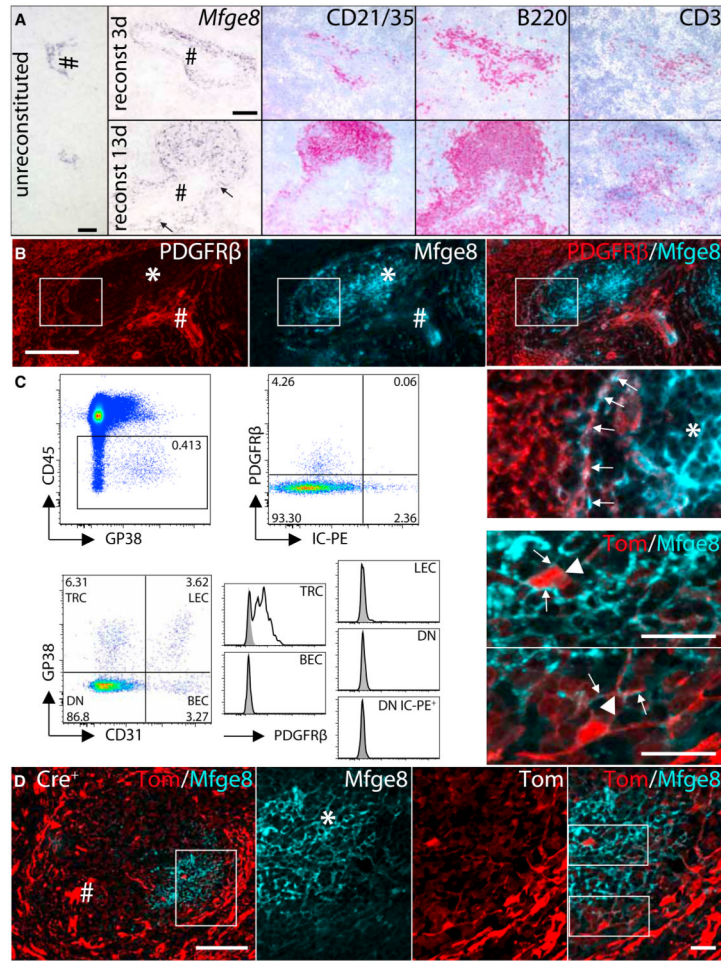 A
Mfge8
CD21/35
B220
CD3
unreconstituted
#
reconst 3d
#
reconst 13d
#
B
PDGFRβ
Mfge8
PDGFRβ/Mfge8
*
#
*
#
C
CD45
GP38
0.413
PDGFRβ
IC-PE
4.26
0.06
93.30
2.36
*
GP38
CD31
6.31
TRC
3.62
LEC
DN
86.8
BEC
3.27
TRC
BEC
PDGFRβ
LEC
DN
DN IC-PE⁺
Tom/Mfge8
D
Cre⁺
Tom/Mfge8
#
Mfge8
*
Tom
Tom/Mfge8